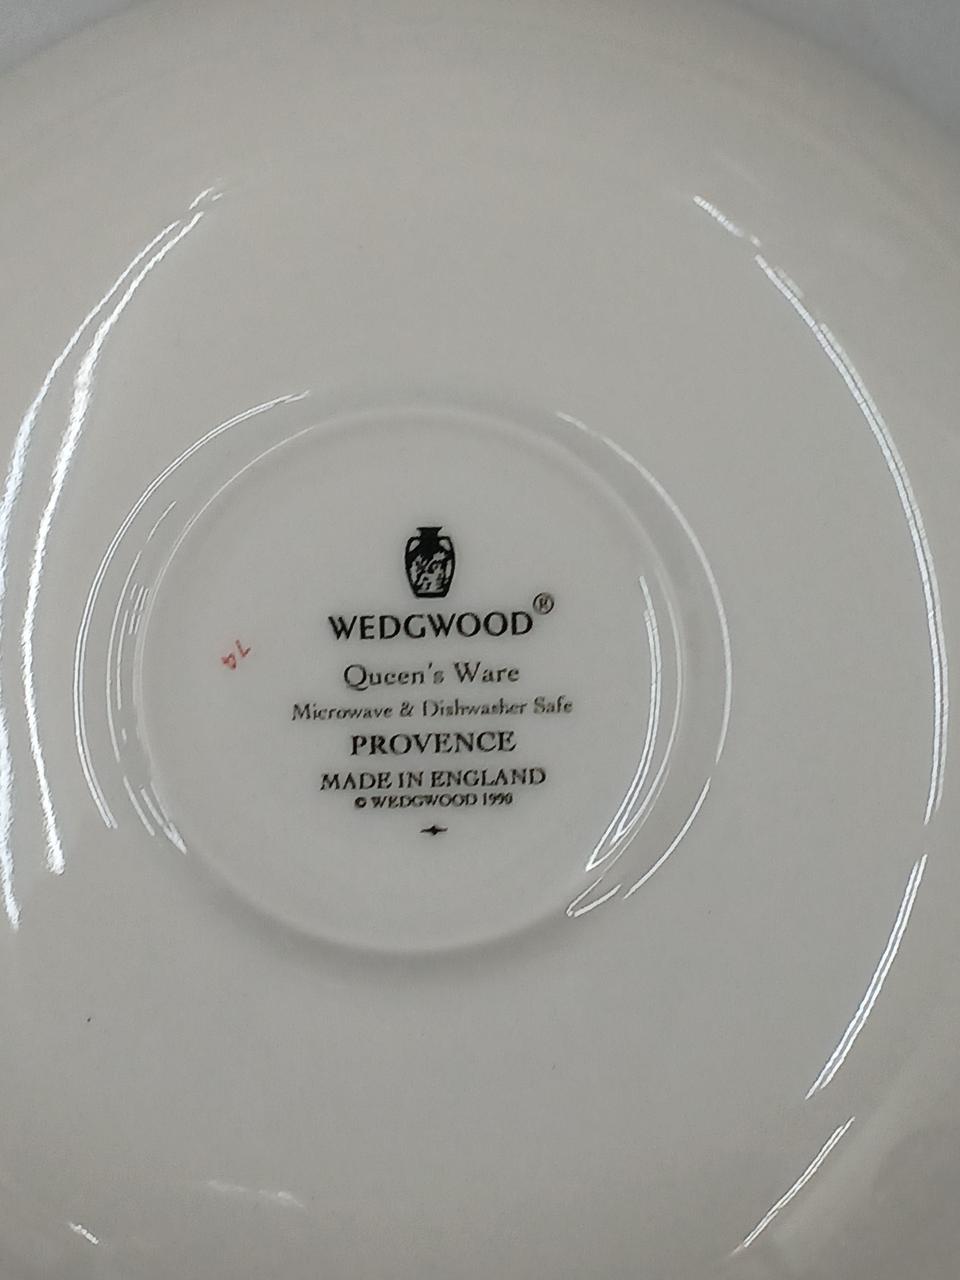 WEDGWOOD®
Queen's Ware
Microwave & Dishwasher Safe
PROVENCE
MADE IN ENGLAND
© WEDGWOOD 1990